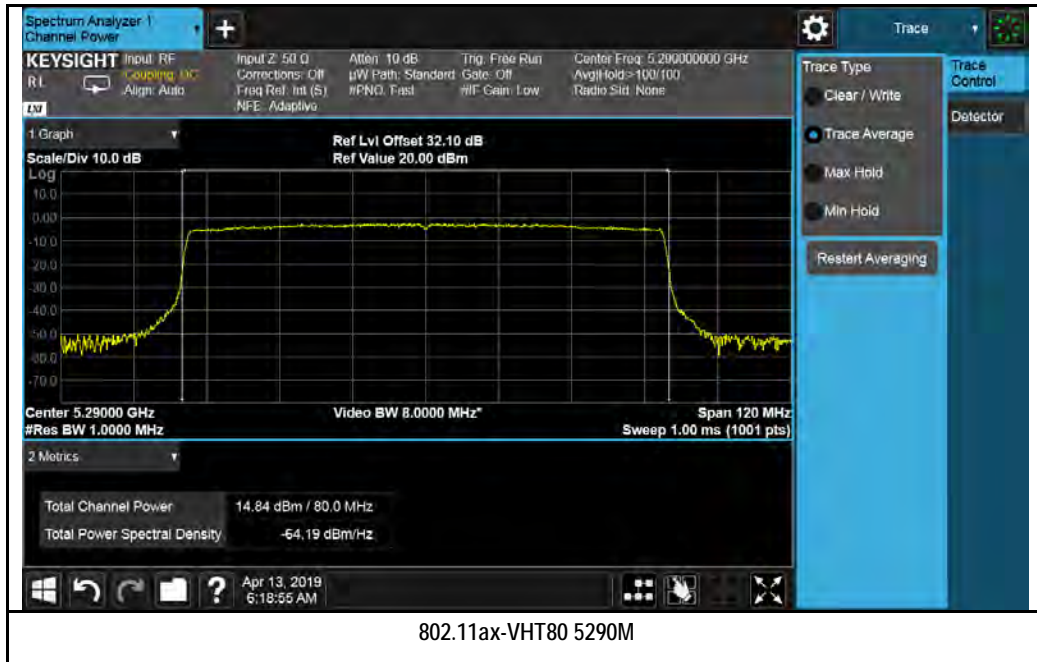 Spectrum Analyzer 1
Channel Power
+
Trace
KEYSIGHT
R L
LXI
Input: RF
Coupling: DC
Align: Auto
Input Z: 50 Ω
Corrections: Off
Freq Ref: Int (S)
NFE: Adaptive
Atten: 10 dB
µW Path: Standard
#PNO: Fast
Trig: Free Run
Gate: Off
#IF Gain: Low
Center Freq: 5.290000000 GHz
Avg|Hold:>100/100
Radio Std: None
Trace Type
Clear / Write
Trace Average
Max Hold
Min Hold
Restart Averaging
Trace
Control
Detector
1 Graph
Scale/Div 10.0 dB
Ref Lvl Offset 32.10 dB
Ref Value 20.00 dBm
Log
10.0
0.00
-10.0
-20.0
-30.0
-40.0
-50.0
-60.0
-70.0
Center 5.29000 GHz
#Res BW 1.0000 MHz
Video BW 8.0000 MHz*
Span 120 MHz
Sweep 1.00 ms (1001 pts)
2 Metrics
Total Channel Power 14.84 dBm / 80.0 MHz
Total Power Spectral Density -64.19 dBm/Hz
?
Apr 13, 2019
6:18:55 AM
802.11ax-VHT80 5290M